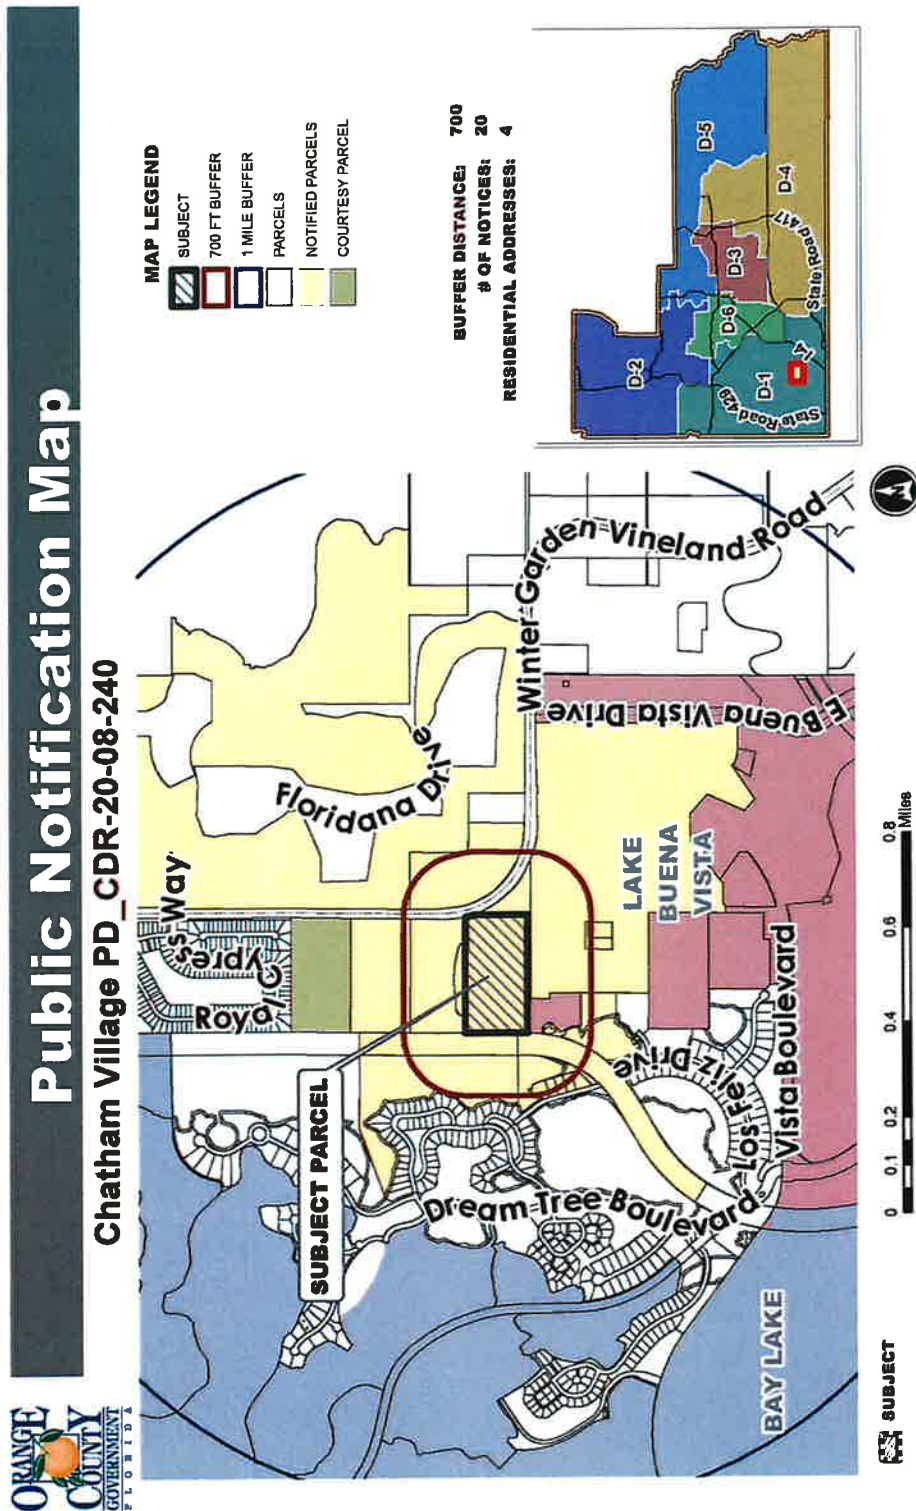 ORANGE
COUNTY
GOVERNMENT
FLORIDA
Public Notification Map
Chatham Village PD_CDR-20-08-240
MAP LEGEND
SUBJECT
700 FT BUFFER
1 MILE BUFFER
PARCELS
NOTIFIED PARCELS
COURTESY PARCEL
BUFFER DISTANCE: 700
# OF NOTICES: 20
RESIDENTIAL ADDRESSES: 4
SUBJECT PARCEL
Royal Cypress Way
Floridana Drive
Winter Garden Vineland Road
E Buena Vista Drive
LAKE
BUENA
VISTA
Dream Tree Boulevard
Los Feliz Drive
Vista Boulevard
BAY LAKE
D-2
D-5
D-6
D-3
D-4
D-1
State Road 429
State Road 417
I-4
SUBJECT
0 0.1 0.2 0.4 0.6 0.8
Miles
N